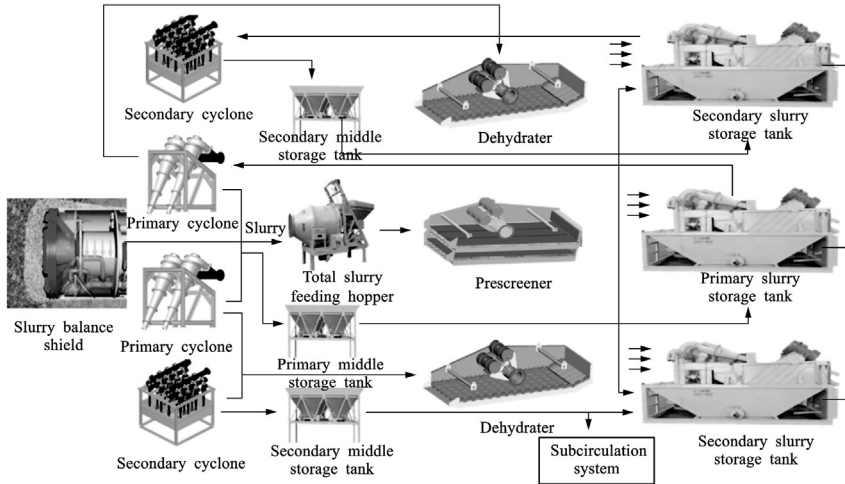 Secondary cyclone
Secondary middle
storage tank
Dehydrater
Secondary slurry
storage tank
Primary cyclone
Slurry
Total slurry
feeding hopper
Prescreener
Primary slurry
storage tank
Slurry balance
shield
Primary cyclone
Primary middle
storage tank
Dehydrater
Secondary cyclone
Secondary middle
storage tank
Subcirculation
system
Secondary slurry
storage tank